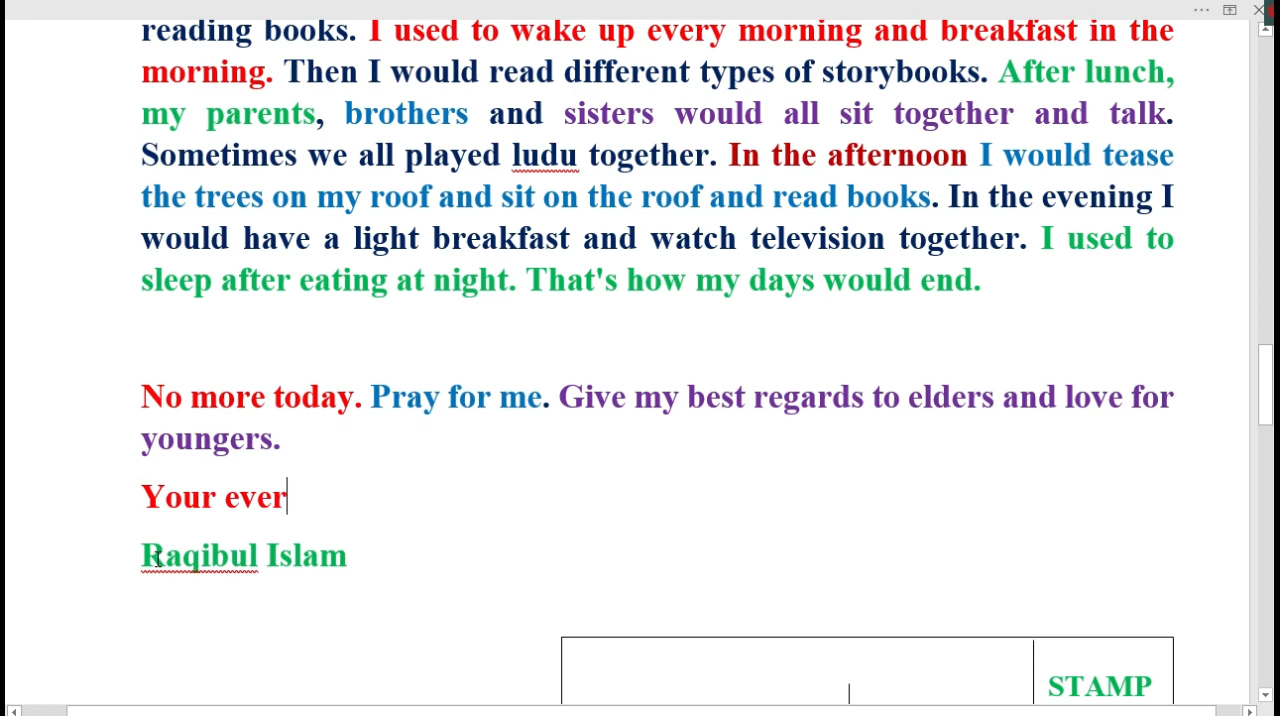 reading books. I used to wake up every morning and breakfast in the
morning. Then I would read different types of storybooks. After lunch,
my parents, brothers and sisters would all sit together and talk.
Sometimes we all played ludu together. In the afternoon I would tease
the trees on my roof and sit on the roof and read books. In the evening I
would have a light breakfast and watch television together. I used to
sleep after eating at night. That's how my days would end.
No more today. Pray for me. Give my best regards to elders and love for
youngers.
Your ever
Raqibul Islam
STAMP